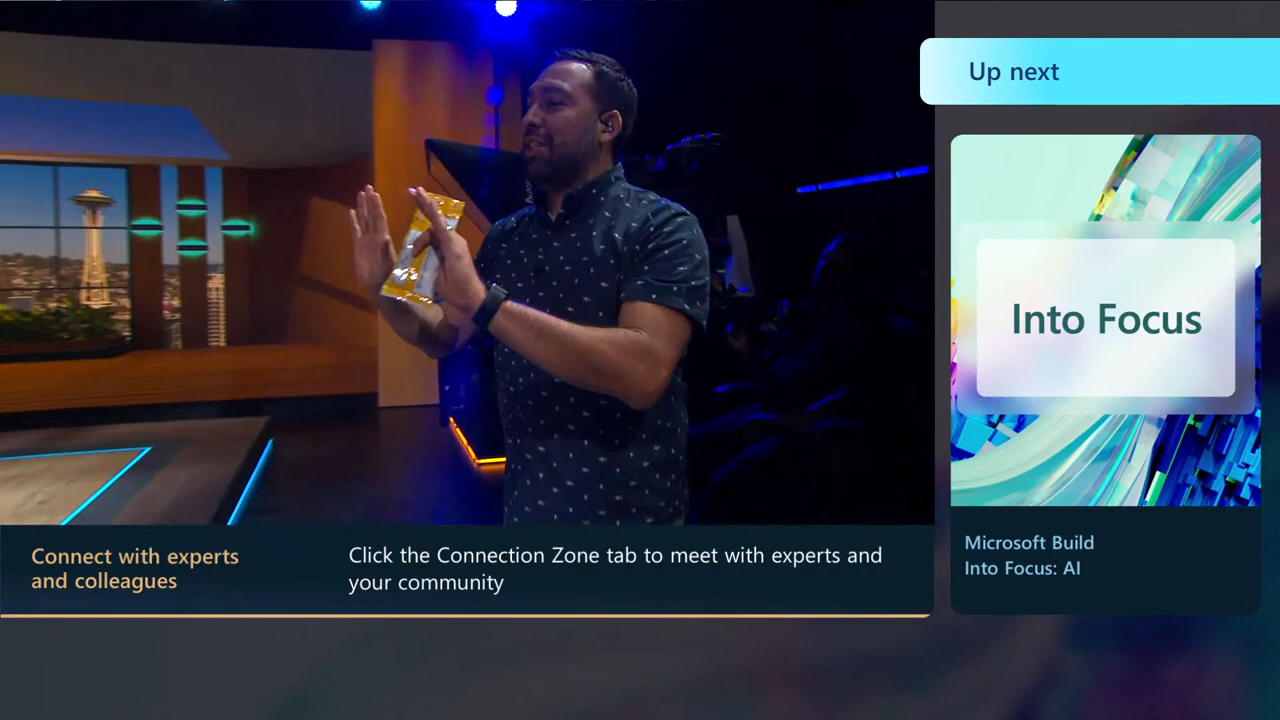 Up next
Into Focus
Microsoft Build
Into Focus: AI
Connect with experts
and colleagues
Click the Connection Zone tab to meet with experts and
your community